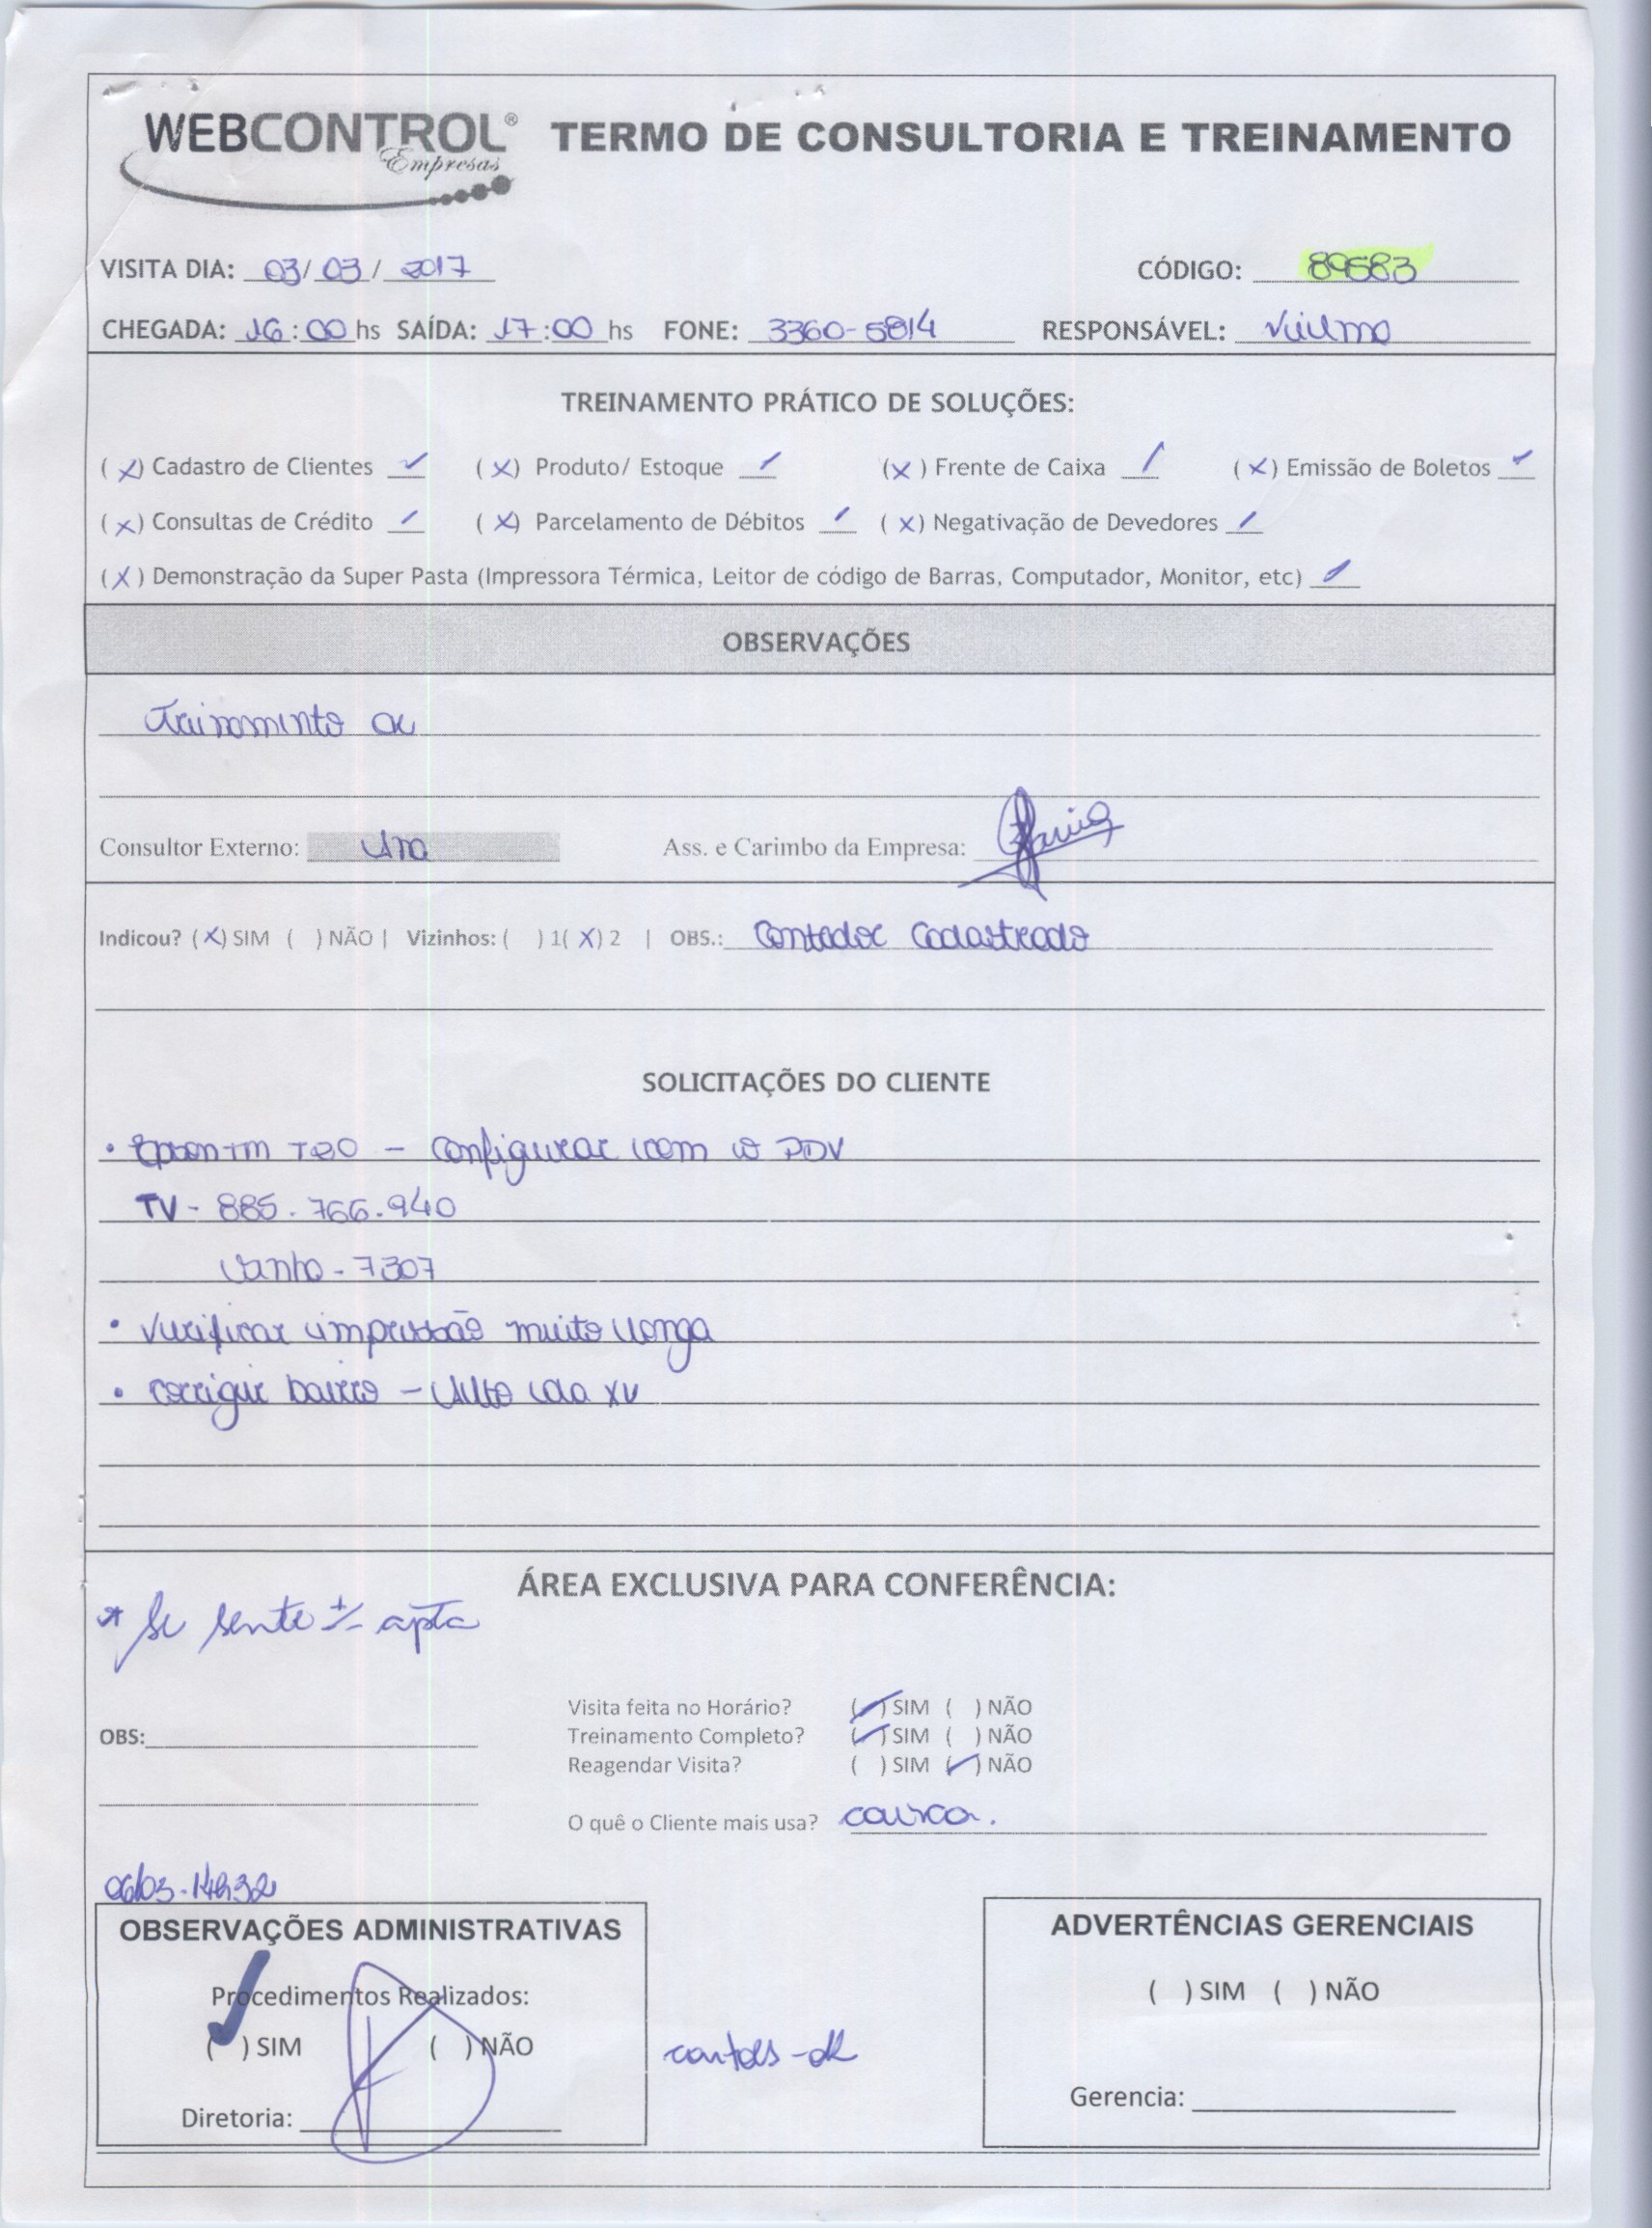 WEBCONTROL® Empresas TERMO DE CONSULTORIA E TREINAMENTO
VISITA DIA: 03/03/2017 CÓDIGO: 89583
CHEGADA: 16:00 hs SAÍDA: 17:00 hs FONE: 3360-5814 RESPONSÁVEL:
TREINAMENTO PRÁTICO DE SOLUÇÕES:
(X) Cadastro de Clientes ✓ (X) Produto/ Estoque ✓ (X) Frente de Caixa ✓ (X) Emissão de Boletos ✓
(X) Consultas de Crédito ✓ (X) Parcelamento de Débitos ✓ (X) Negativação de Devedores ✓
(X) Demonstração da Super Pasta (Impressora Térmica, Leitor de código de Barras, Computador, Monitor, etc) ✓
OBSERVAÇÕES
Treinamento ok
Consultor Externo: Ass. e Carimbo da Empresa:
Indicou? (X) SIM ( ) NÃO | Vizinhos: ( ) 1 (X) 2 | OBS.: Contador Cadastrado
SOLICITAÇÕES DO CLIENTE
• Epson-TM T20 - Configurar com o PDV
TV - 885.766.940
- 7307
• Verificar impressão muito longa
• corrigir bairro - Alto da XV
ÁREA EXCLUSIVA PARA CONFERÊNCIA:
* Se sente +/- apta
Visita feita no Horário? (✓) SIM ( ) NÃO
OBS: Treinamento Completo? (✓) SIM ( ) NÃO
Reagendar Visita? ( ) SIM (✓) NÃO
O quê o Cliente mais usa? caixa.
06/03-14h32
OBSERVAÇÕES ADMINISTRATIVAS
Procedimentos Realizados:
(✓) SIM ( ) NÃO
Diretoria:
-ok
ADVERTÊNCIAS GERENCIAIS
( ) SIM ( ) NÃO
Gerencia: